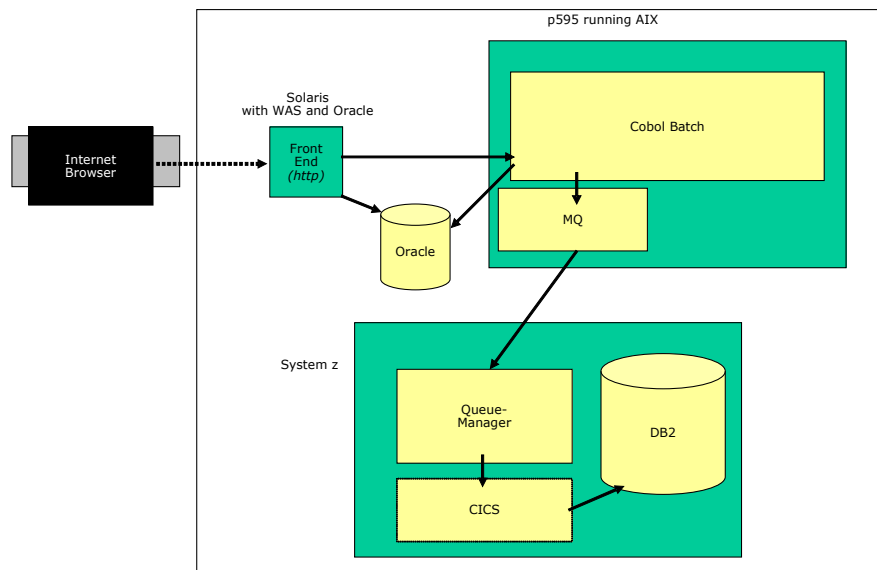 p595 running AIX
Solaris
with WAS and Oracle
Cobol Batch
Internet
Browser
Front
End
(http)
MQ
Oracle
System z
Queue-
Manager
DB2
CICS